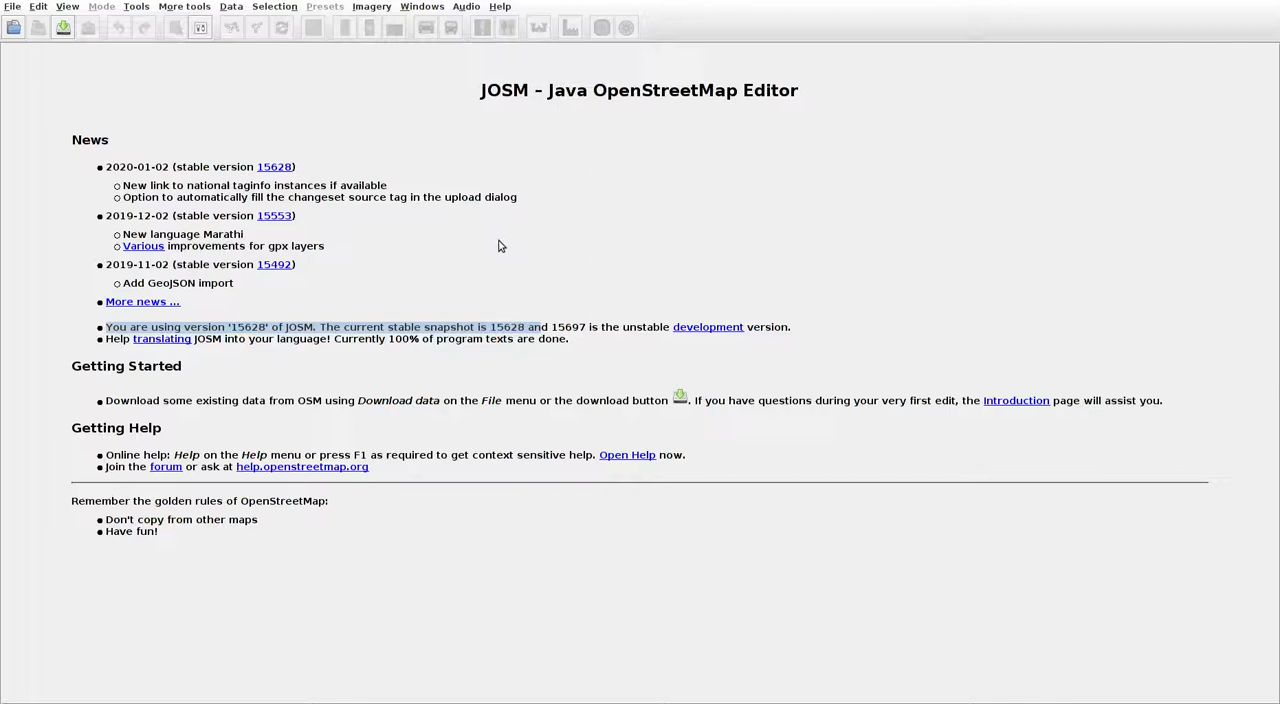 File Edit View Mode Tools More tools Data Selection Presets Imagery Windows Audio Help
JOSM – Java OpenStreetMap Editor
News
2020-01-02 (stable version 15628)
New link to national taginfo instances if available
Option to automatically fill the changeset source tag in the upload dialog
2019-12-02 (stable version 15553)
New language Marathi
Various improvements for gpx layers
2019-11-02 (stable version 15492)
Add GeoJSON import
More news ...
You are using version '15628' of JOSM. The current stable snapshot is 15628 and 15697 is the unstable development version.
Help translating JOSM into your language! Currently 100% of program texts are done.
Getting Started
Download some existing data from OSM using Download data on the File menu or the download button . If you have questions during your very first edit, the Introduction page will assist you.
Getting Help
Online help: Help on the Help menu or press F1 as required to get context sensitive help. Open Help now.
Join the forum or ask at help.openstreetmap.org
Remember the golden rules of OpenStreetMap:
Don't copy from other maps
Have fun!